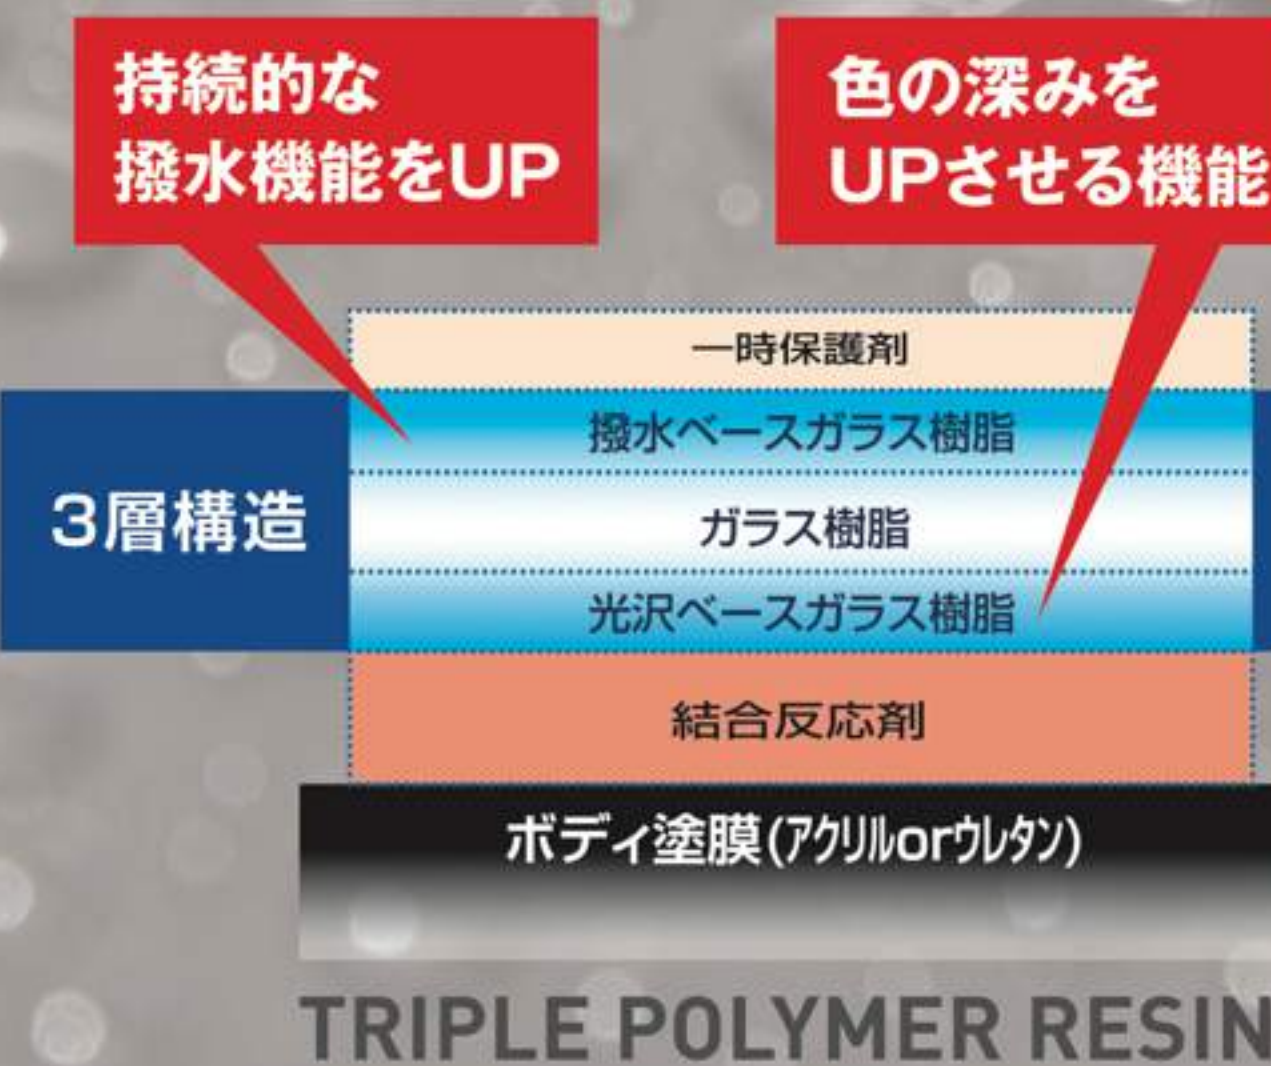 持続的な
撥水機能をUP
色の深みを
UPさせる機能
一時保護剤
撥水ベースガラス樹脂
3層構造
ガラス樹脂
光沢ベースガラス樹脂
結合反応剤
ボディ塗膜(アクリルorウレタン)
TRIPLE POLYMER RESIN